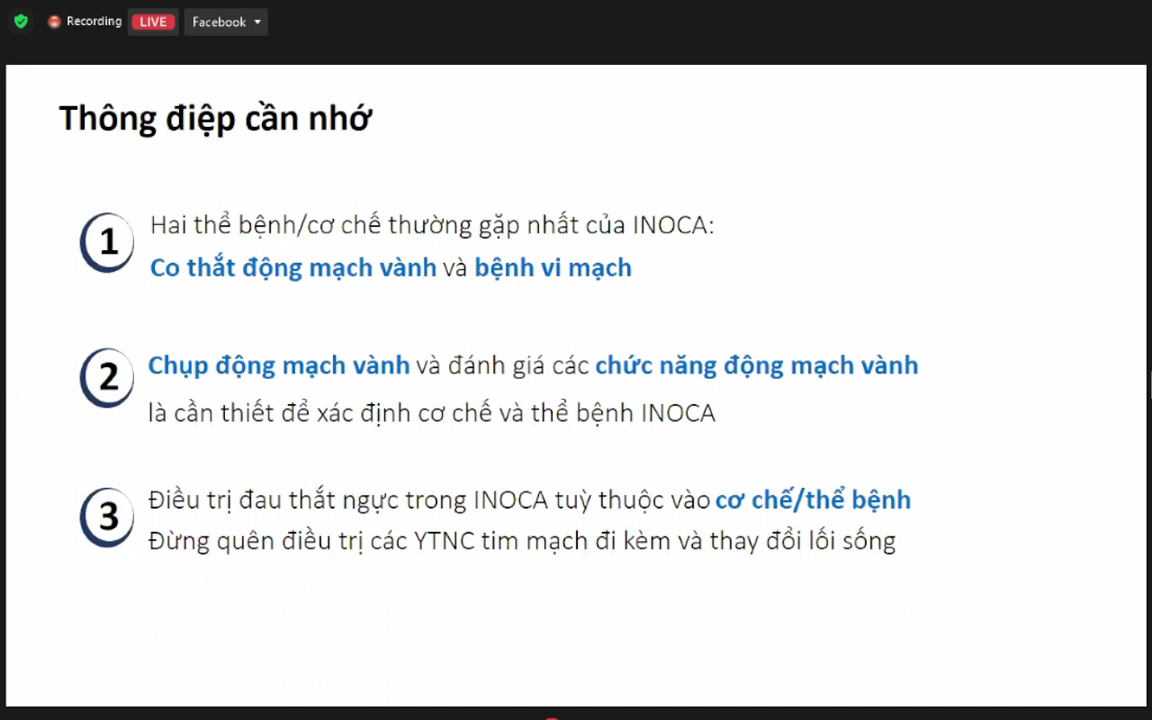 Recording LIVE Facebook
Thông điệp cần nhớ
1 Hai thể bệnh/cơ chế thường gặp nhất của INOCA:
Co thắt động mạch vành và bệnh vi mạch
2 Chụp động mạch vành và đánh giá các chức năng động mạch vành
là cần thiết để xác định cơ chế và thể bệnh INOCA
3 Điều trị đau thắt ngực trong INOCA tuỳ thuộc vào cơ chế/thể bệnh
Đừng quên điều trị các YTNC tim mạch đi kèm và thay đổi lối sống